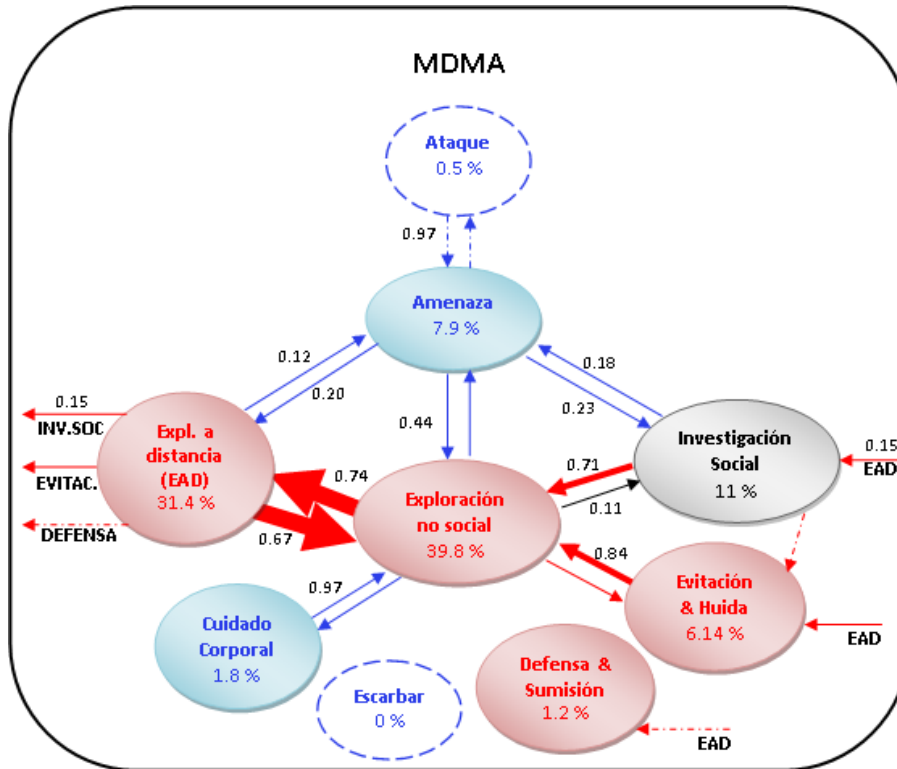 MDMA
Ataque
0.5 %
0.97
Amenaza
7.9 %
0.12
0.20
0.18
0.23
0.44
0.15
INV.SOC
EVITAC.
DEFENSA
Expl. a
distancia
(EAD)
31.4 %
0.74
0.67
Exploración
no social
39.8 %
0.71
0.11
Investigación
Social
11 %
0.15
EAD
0.84
Evitación
& Huida
6.14 %
EAD
0.97
Cuidado
Corporal
1.8 %
Escarbar
0 %
Defensa &
Sumisión
1.2 %
EAD